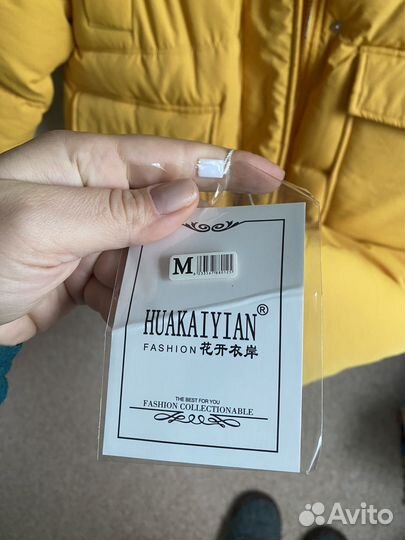 M
HUAKAIYIAN®
FASHION 花开衣岸
THE BEST FOR YOU
FASHION COLLECTIONABLE
Avito